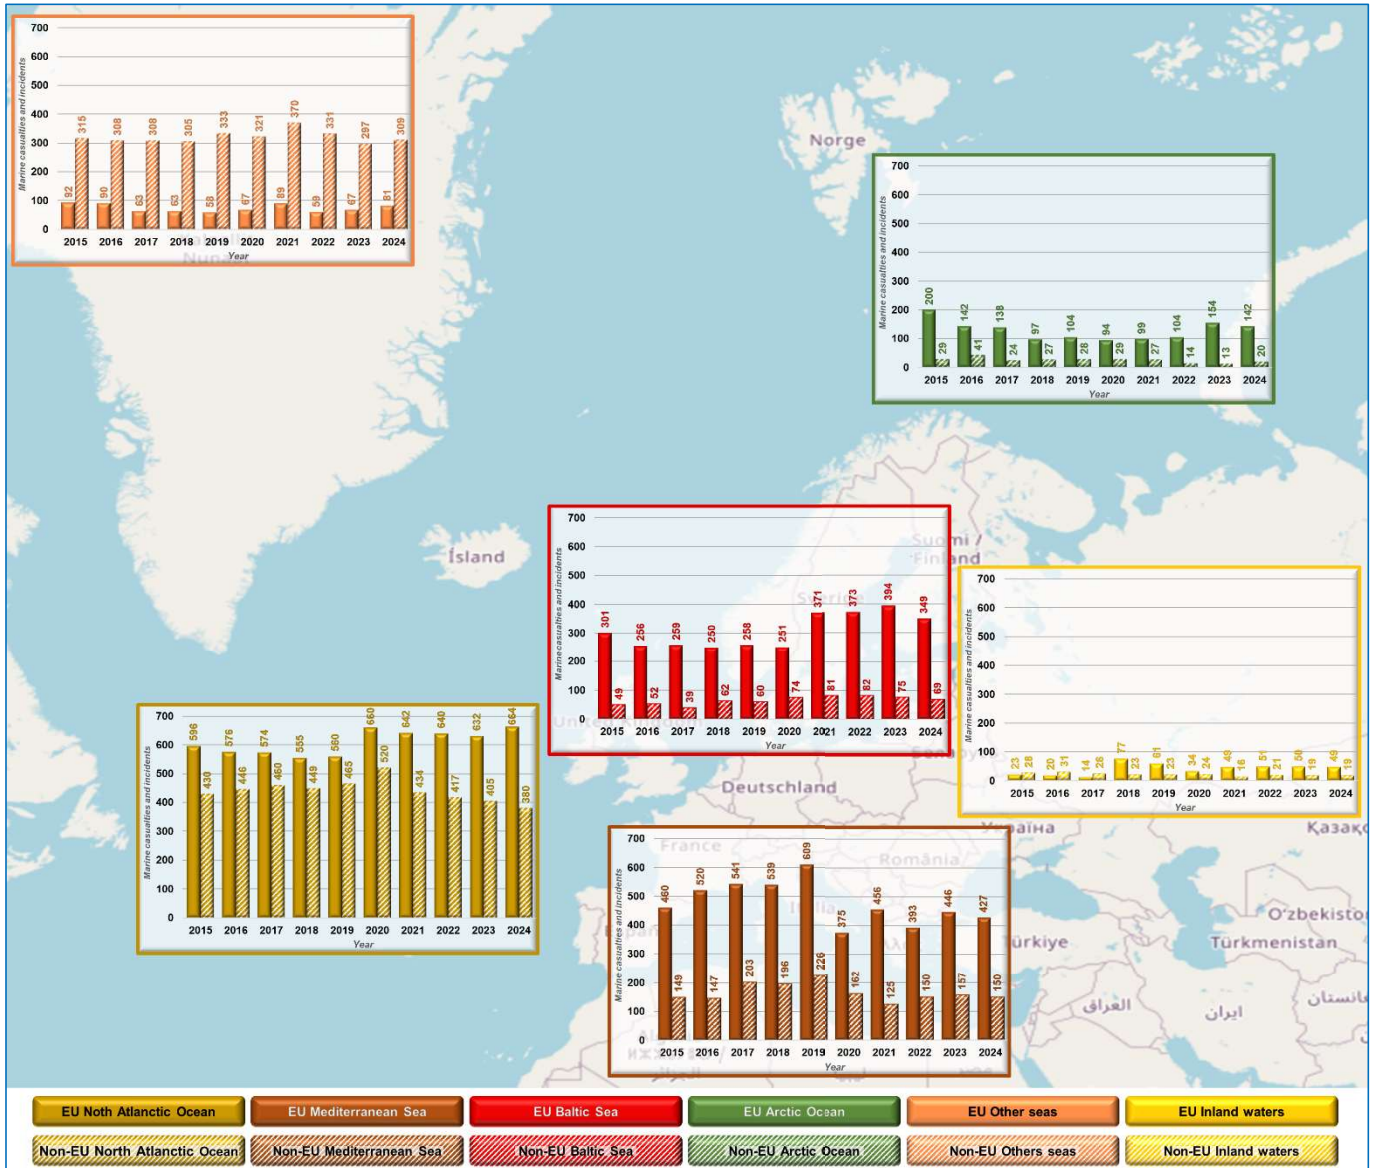 700
600
500
400
300
200
100
0
Marine casualties and incidents
92 315 90 308 63 308 63 305 58 333 67 321 89 370 59 331 67 297 81 309
2015 2016 2017 2018 2019 2020 2021 2022 2023 2024
Year
Norge
700
600
500
400
300
200
100
0
Marine casualties and incidents
200 29 142 41 138 24 97 27 104 28 94 29 99 27 104 14 154 13 142 20
2015 2016 2017 2018 2019 2020 2021 2022 2023 2024
Year
Ísland
700
600
500
400
300
200
100
0
Marine casualties and incidents
301 49 256 52 259 39 250 62 258 60 251 74 371 81 373 82 394 75 349 69
2015 2016 2017 2018 2019 2020 2021 2022 2023 2024
Year
Suomi /
Finland
Sverige
United Kingdom
700
600
500
400
300
200
100
0
Marine casualties and incidents
23 28 20 31 14 26 77 23 61 23 34 24 49 16 51 21 50 19 49 19
2015 2016 2017 2018 2019 2020 2021 2022 2023 2024
Year
700
600
500
400
300
200
100
0
Marine casualties and incidents
596 430 576 446 574 460 555 449 560 465 660 520 642 434 640 417 632 405 664 380
2015 2016 2017 2018 2019 2020 2021 2022 2023 2024
Year
Deutschland
Україна
France
România
Italia
700
600
500
400
300
200
100
0
Marine casualties and incidents
460 149 520 147 541 203 539 196 609 226 375 162 456 125 393 150 446 157 427 150
2015 2016 2017 2018 2019 2020 2021 2022 2023 2024
Year
Türkiye
Türkmenistan
العراق
ایران
EU Noth Atlanctic Ocean EU Mediterranean Sea EU Baltic Sea EU Arctic Ocean EU Other seas EU Inland waters
Non-EU North Atlantic Ocean Non-EU Mediterranean Sea Non-EU Baltic Sea Non-EU Arctic Ocean Non-EU Others seas Non-EU Inland waters